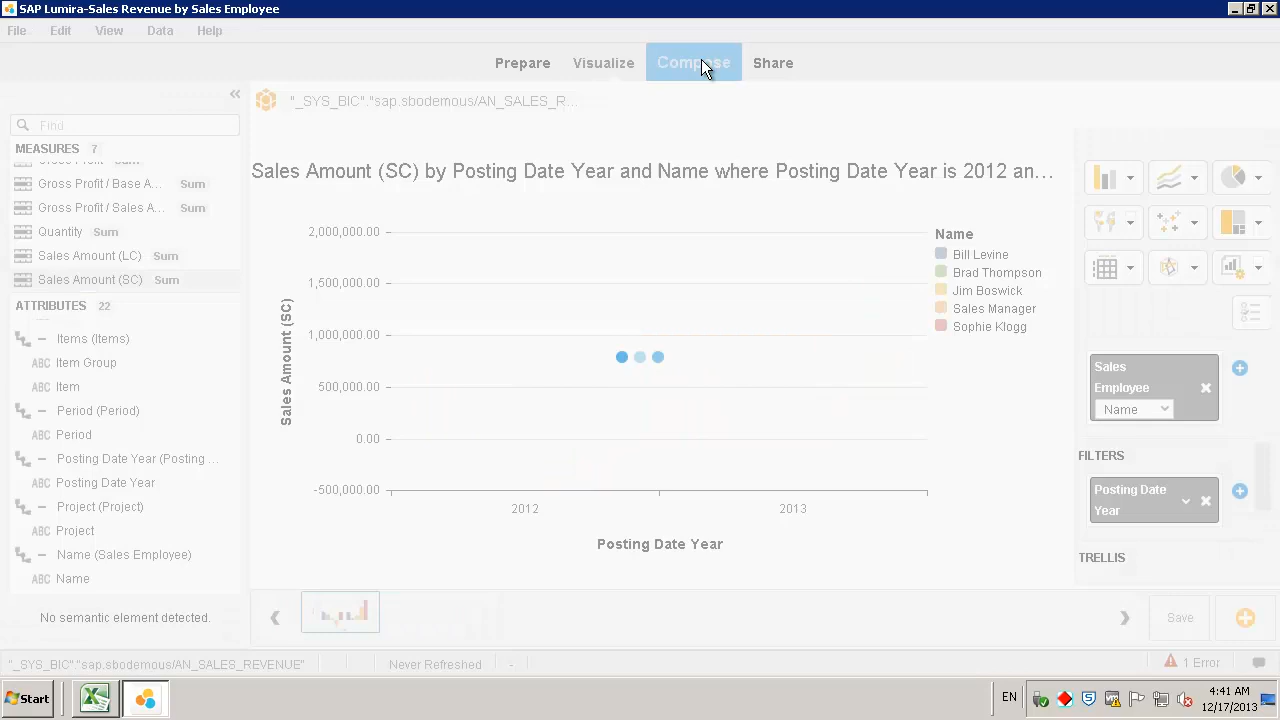 SAP Lumira-Sales Revenue by Sales Employee
File Edit View Data Help
Prepare Visualize Compose Share
"_SYS_BIC"."sap.sbodemous/AN_SALES_R...
Find
MEASURES 7
Gross Profit - Sum
Gross Profit / Base A... Sum
Gross Profit / Sales A... Sum
Quantity Sum
Sales Amount (LC) Sum
Sales Amount (SC) Sum
ATTRIBUTES 22
Items (Items)
ABC Item Group
ABC Item
Period (Period)
ABC Period
Posting Date Year (Posting ...
ABC Posting Date Year
Project (Project)
ABC Project
Name (Sales Employee)
ABC Name
No semantic element detected.
Sales Amount (SC) by Posting Date Year and Name where Posting Date Year is 2012 an...
Sales Amount (SC)
2,000,000.00
1,500,000.00
1,000,000.00
500,000.00
0.00
-500,000.00
2012 2013
Posting Date Year
Name
Bill Levine
Brad Thompson
Jim Boswick
Sales Manager
Sophie Klogg
Sales
Employee
Name
FILTERS
Posting Date
Year
TRELLIS
Save
"_SYS_BIC"."sap.sbodemous/AN_SALES_REVENUE" Never Refreshed - 1 Error
Start EN 4:41 AM
12/17/2013